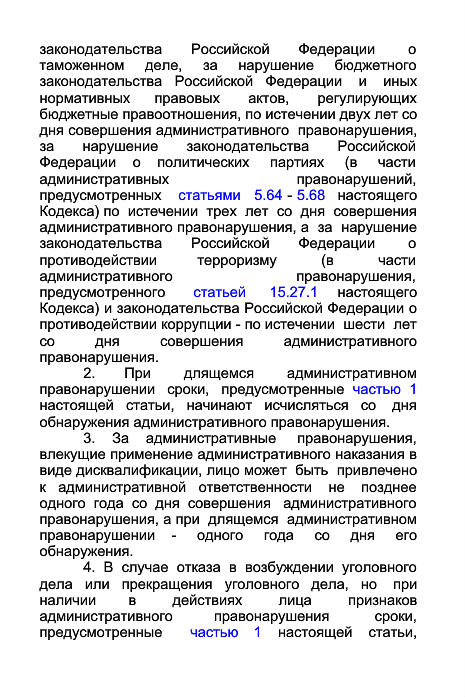 законодательства Российской Федерации о
таможенном деле, за нарушение бюджетного
законодательства Российской Федерации и иных
нормативных правовых актов, регулирующих
бюджетные правоотношения, по истечении двух лет со
дня совершения административного правонарушения,
за нарушение законодательства Российской
Федерации о политических партиях (в части
административных правонарушений,
предусмотренных статьями 5.64 - 5.68 настоящего
Кодекса) по истечении трех лет со дня совершения
административного правонарушения, а за нарушение
законодательства Российской Федерации о
противодействии терроризму (в части
административного правонарушения,
предусмотренного статьей 15.27.1 настоящего
Кодекса) и законодательства Российской Федерации о
противодействии коррупции - по истечении шести лет
со дня совершения административного
правонарушения.
2. При длящемся административном
правонарушении сроки, предусмотренные частью 1
настоящей статьи, начинают исчисляться со дня
обнаружения административного правонарушения.
3. За административные правонарушения,
влекущие применение административного наказания в
виде дисквалификации, лицо может быть привлечено
к административной ответственности не позднее
одного года со дня совершения административного
правонарушения, а при длящемся административном
правонарушении - одного года со дня его
обнаружения.
4. В случае отказа в возбуждении уголовного
дела или прекращения уголовного дела, но при
наличии в действиях лица признаков
административного правонарушения сроки,
предусмотренные частью 1 настоящей статьи,